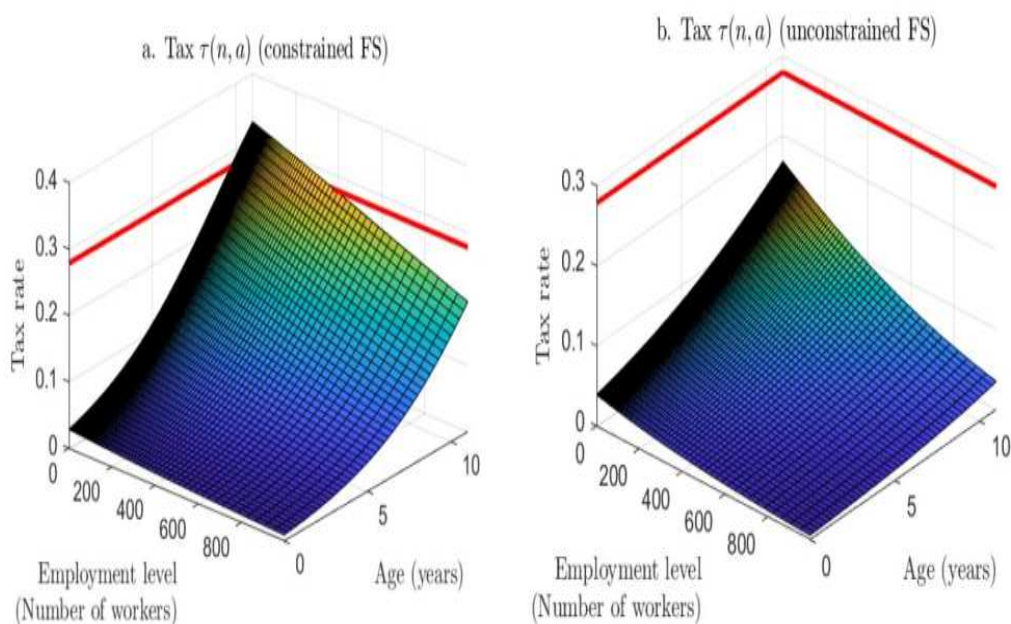 a. Tax τ(n, a) (constrained FS)
0.4
0.3
0.2
0.1
0
Tax rate
0
200
400
600
800
0
5
10
Employment level
(Number of workers)
Age (years)
b. Tax τ(n, a) (unconstrained FS)
0.3
0.2
0.1
0
Tax rate
0
200
400
600
800
0
5
10
Employment level
(Number of workers)
Age (years)